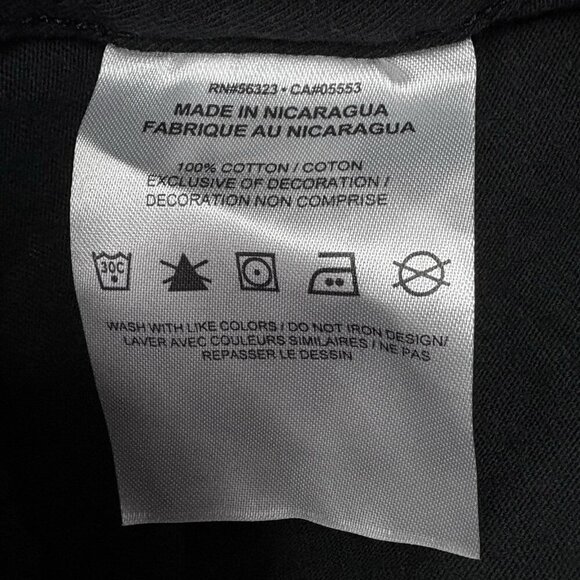 RN#56323 • CA#05553
MADE IN NICARAGUA
FABRIQUE AU NICARAGUA
100% COTTON / COTON
EXCLUSIVE OF DECORATION /
DECORATION NON COMPRISE
30C
WASH WITH LIKE COLORS / DO NOT IRON DESIGN/
LAVER AVEC COULEURS SIMILAIRES / NE PAS
REPASSER LE DESSIN